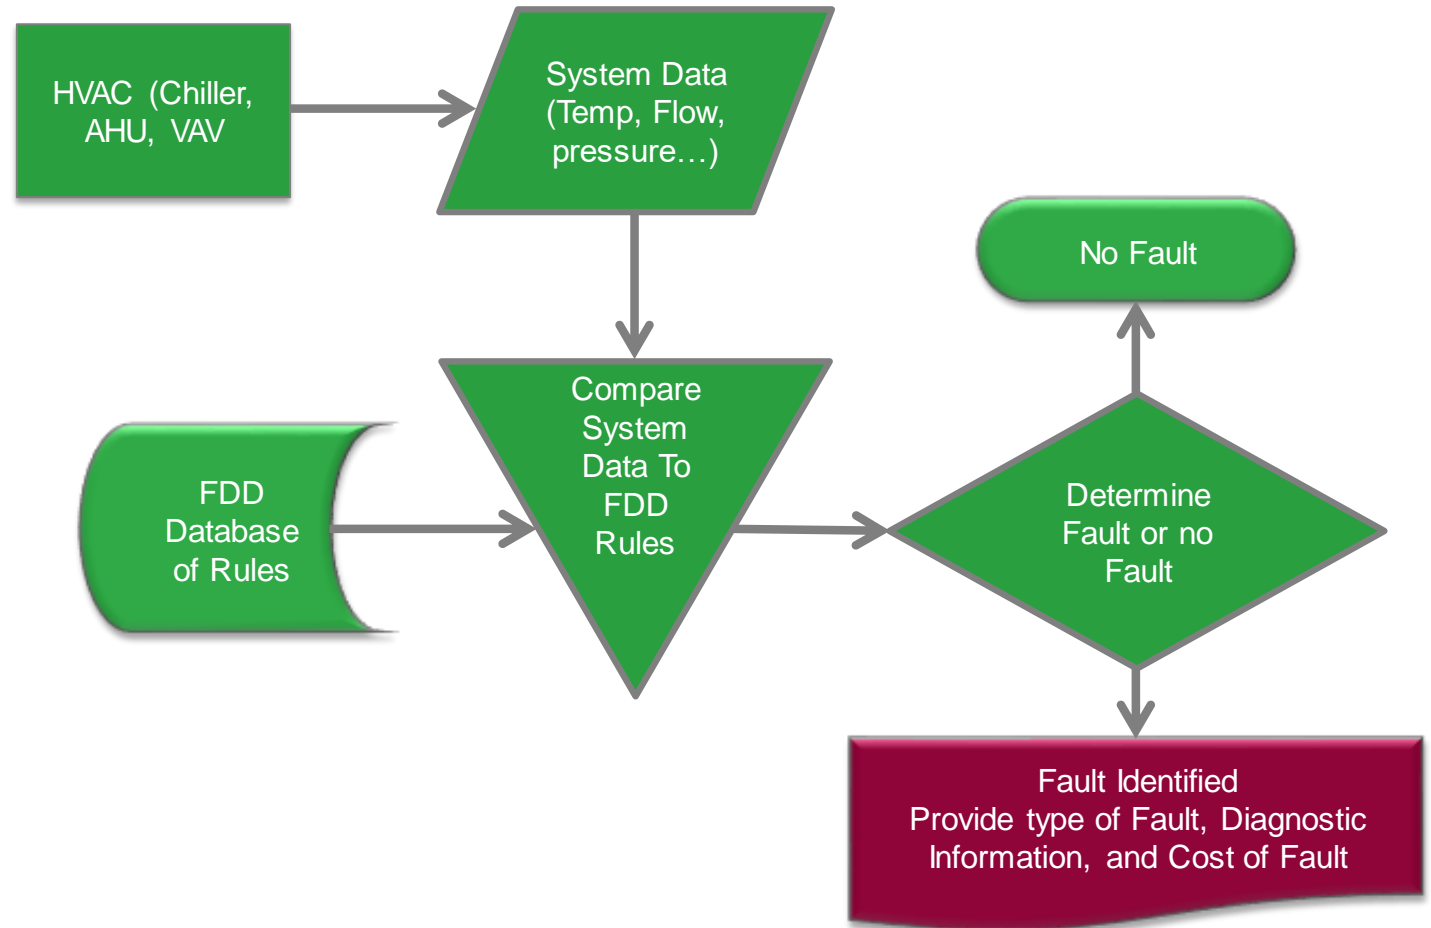 HVAC (Chiller,
AHU, VAV
System Data
(Temp, Flow,
pressure…)
No Fault
Compare
System
Data To
FDD
Rules
FDD
Database
of Rules
Determine
Fault or no
Fault
Fault Identified
Provide type of Fault, Diagnostic
Information, and Cost of Fault